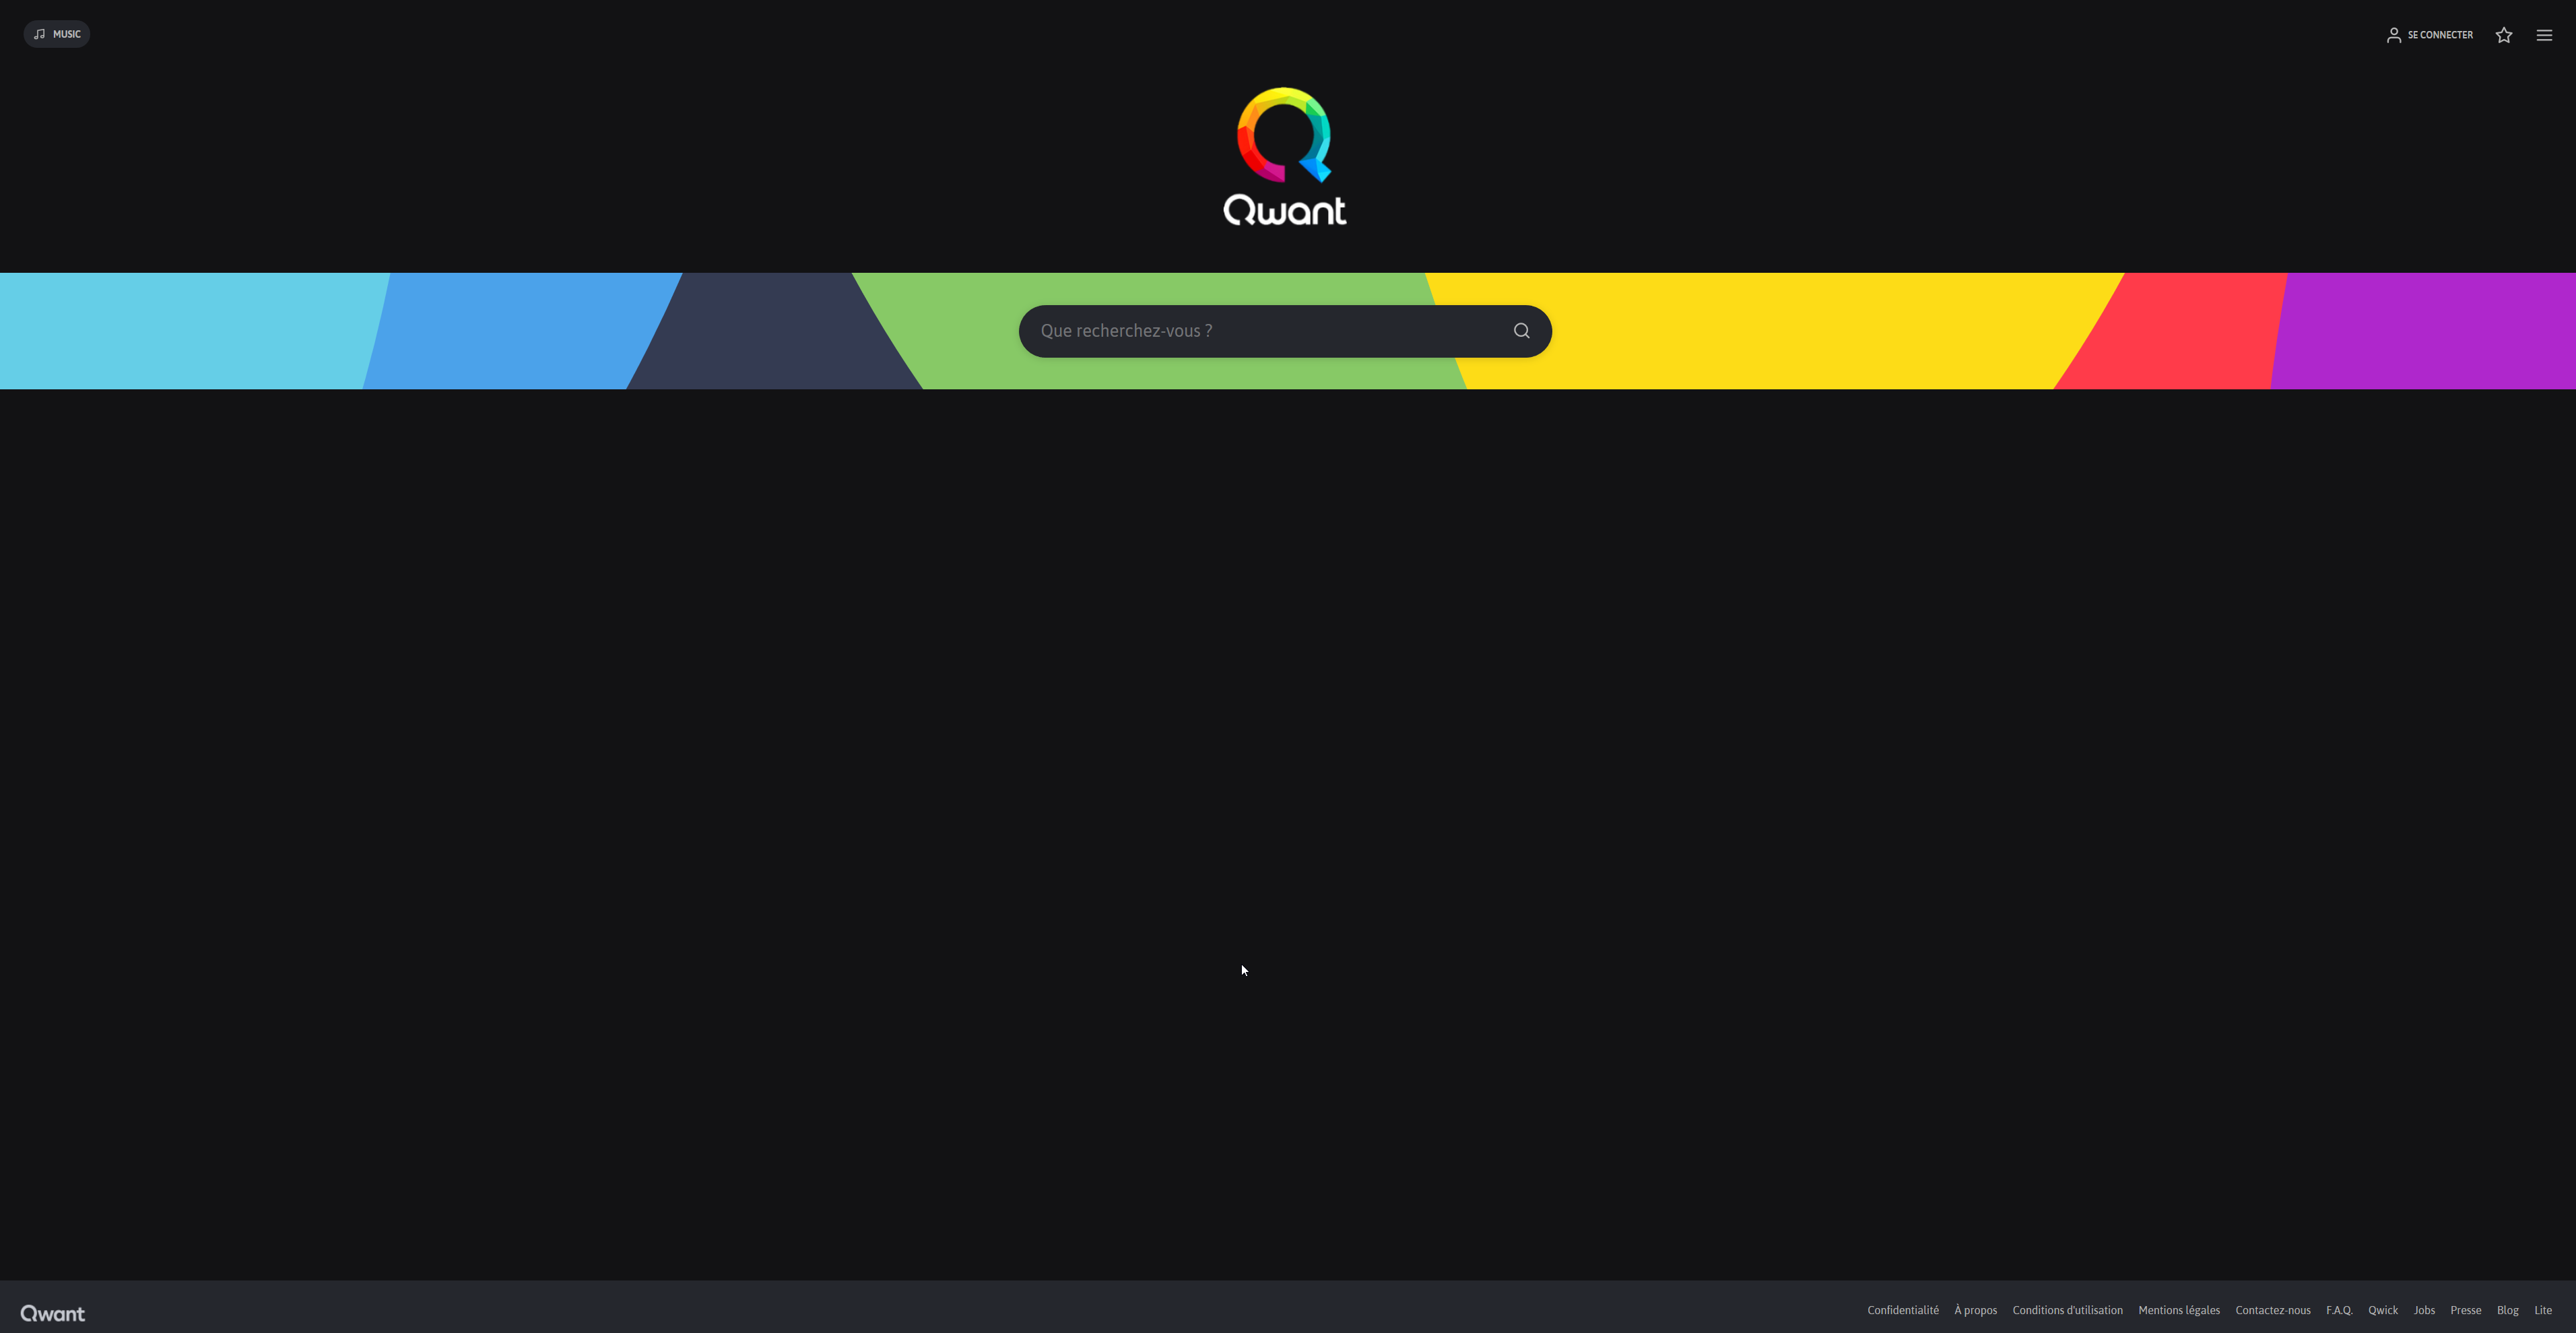 MUSIC
SE CONNECTER
Qwant
Que recherchez-vous ?
Qwant
Confidentialité À propos Conditions d'utilisation Mentions légales Contactez-nous F.A.Q. Qwick Jobs Presse Blog Lite